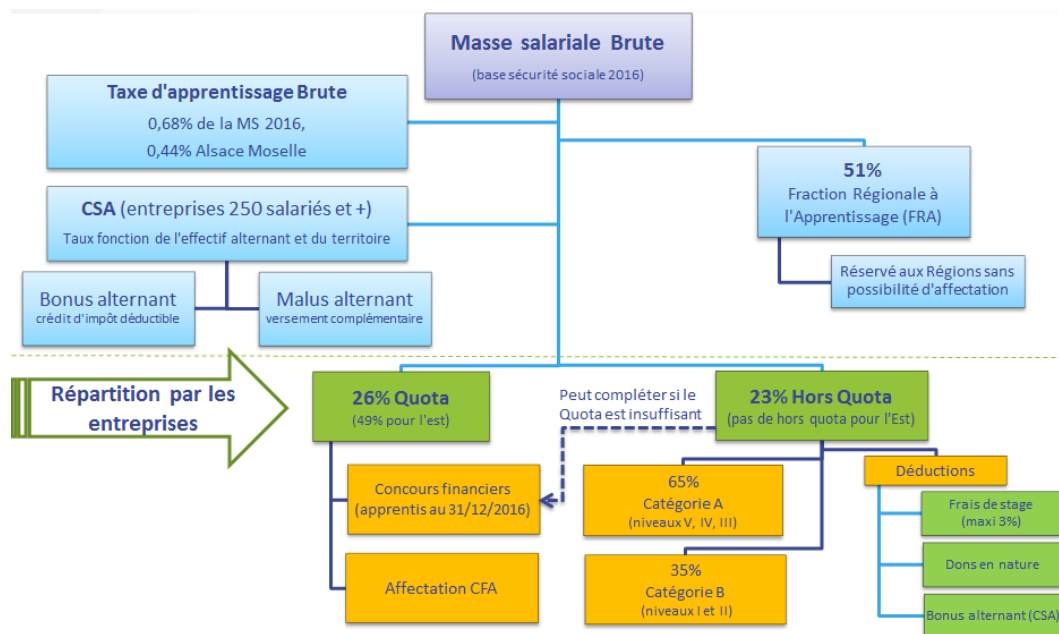 Masse salariale Brute
(base sécurité sociale 2016)
Taxe d'apprentissage Brute
0,68% de la MS 2016,
0,44% Alsace Moselle
51%
Fraction Régionale à
l'Apprentissage (FRA)
CSA (entreprises 250 salariés et +)
Taux fonction de l'effectif alternant et du territoire
Réservé aux Régions sans
possibilité d'affectation
Bonus alternant
crédit d'impôt déductible
Malus alternant
versement complémentaire
Répartition par les
entreprises
26% Quota
(49% pour l'est)
Peut compléter si le
Quota est insuffisant
23% Hors Quota
(pas de hors quota pour l'Est)
Concours financiers
(apprentis au 31/12/2016)
Affectation CFA
65%
Catégorie A
(niveaux V, IV, III)
35%
Catégorie B
(niveaux I et II)
Déductions
Frais de stage
(maxi 3%)
Dons en nature
Bonus alternant (CSA)